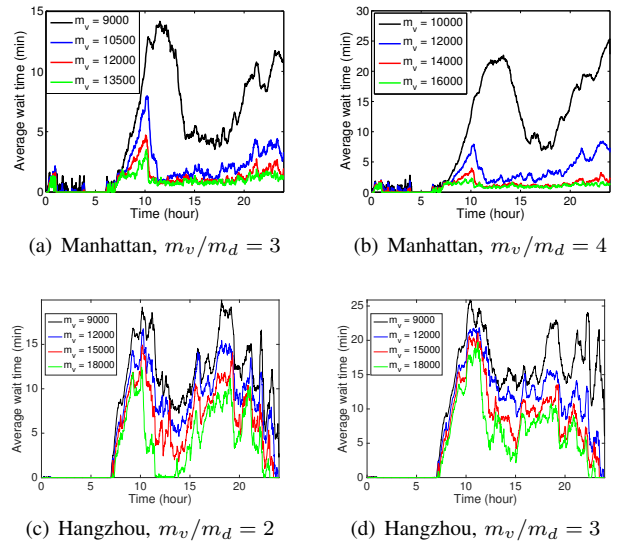 Average wait time (min)
15
10
5
0
m_v = 9000
m_v = 10500
m_v = 12000
m_v = 13500
0 5 10 15 20
Time (hour)
(a) Manhattan, m_v/m_d = 3
Average wait time (min)
30
25
20
15
10
5
0
m_v = 10000
m_v = 12000
m_v = 14000
m_v = 16000
0 5 10 15 20
Time (hour)
(b) Manhattan, m_v/m_d = 4
Average wait time (min)
15
10
5
0
m_v = 9000
m_v = 12000
m_v = 15000
m_v = 18000
0 5 10 15 20
Time (hour)
(c) Hangzhou, m_v/m_d = 2
Average wait time (min)
25
20
15
10
5
0
m_v = 9000
m_v = 12000
m_v = 15000
m_v = 18000
0 5 10 15 20
Time (hour)
(d) Hangzhou, m_v/m_d = 3